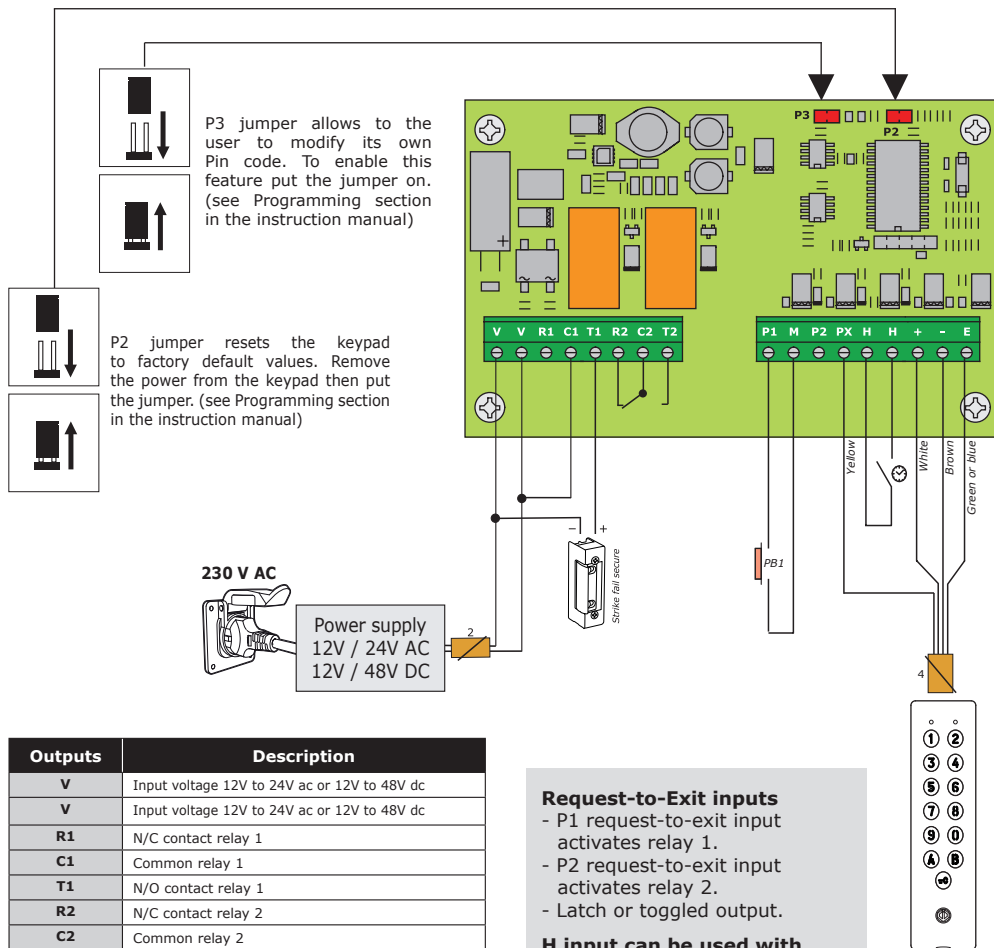 P3 jumper allows to the
user to modify its own
Pin code. To enable this
feature put the jumper on.
(see Programming section
in the instruction manual)
P2 jumper resets the keypad
to factory default values. Remove
the power from the keypad then put
the jumper. (see Programming section
in the instruction manual)
P3
P2
+
~ ~
V V R1 C1 T1 R2 C2 T2
P1 M P2 PX H H + - E
Yellow
White
Brown
Green or blue
- +
Strike fail secure
PB1
230 V AC
Power supply
12V / 24V AC
12V / 48V DC
2
4
1 2
3 4
5 6
7 8
9 0
A B
Outputs Description
V Input voltage 12V to 24V ac or 12V to 48V dc
V Input voltage 12V to 24V ac or 12V to 48V dc
R1 N/C contact relay 1
C1 Common relay 1
T1 N/O contact relay 1
R2 N/C contact relay 2
C2 Common relay 2
Request-to-Exit inputs
- P1 request-to-exit input
activates relay 1.
- P2 request-to-exit input
activates relay 2.
- Latch or toggled output.
H input can be used with